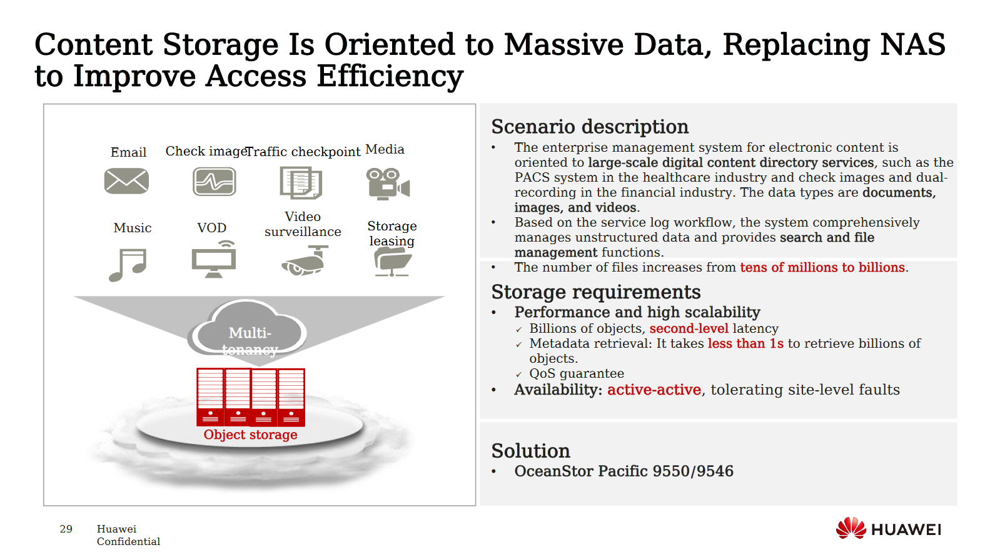 Content Storage Is Oriented to Massive Data, Replacing NAS
to Improve Access Efficiency
Email
Check image
Traffic checkpoint
Media
Music
VOD
Video
surveillance
Storage
leasing
Multi-
tenancy
Object storage
Scenario description
• The enterprise management system for electronic content is
oriented to large-scale digital content directory services, such as the
PACS system in the healthcare industry and check images and dual-
recording in the financial industry. The data types are documents,
images, and videos.
• Based on the service log workflow, the system comprehensively
manages unstructured data and provides search and file
management functions.
• The number of files increases from tens of millions to billions.
Storage requirements
• Performance and high scalability
✓ Billions of objects, second-level latency
✓ Metadata retrieval: It takes less than 1s to retrieve billions of
objects.
✓ QoS guarantee
• Availability: active-active, tolerating site-level faults
Solution
• OceanStor Pacific 9550/9546
29
Huawei
Confidential
HUAWEI